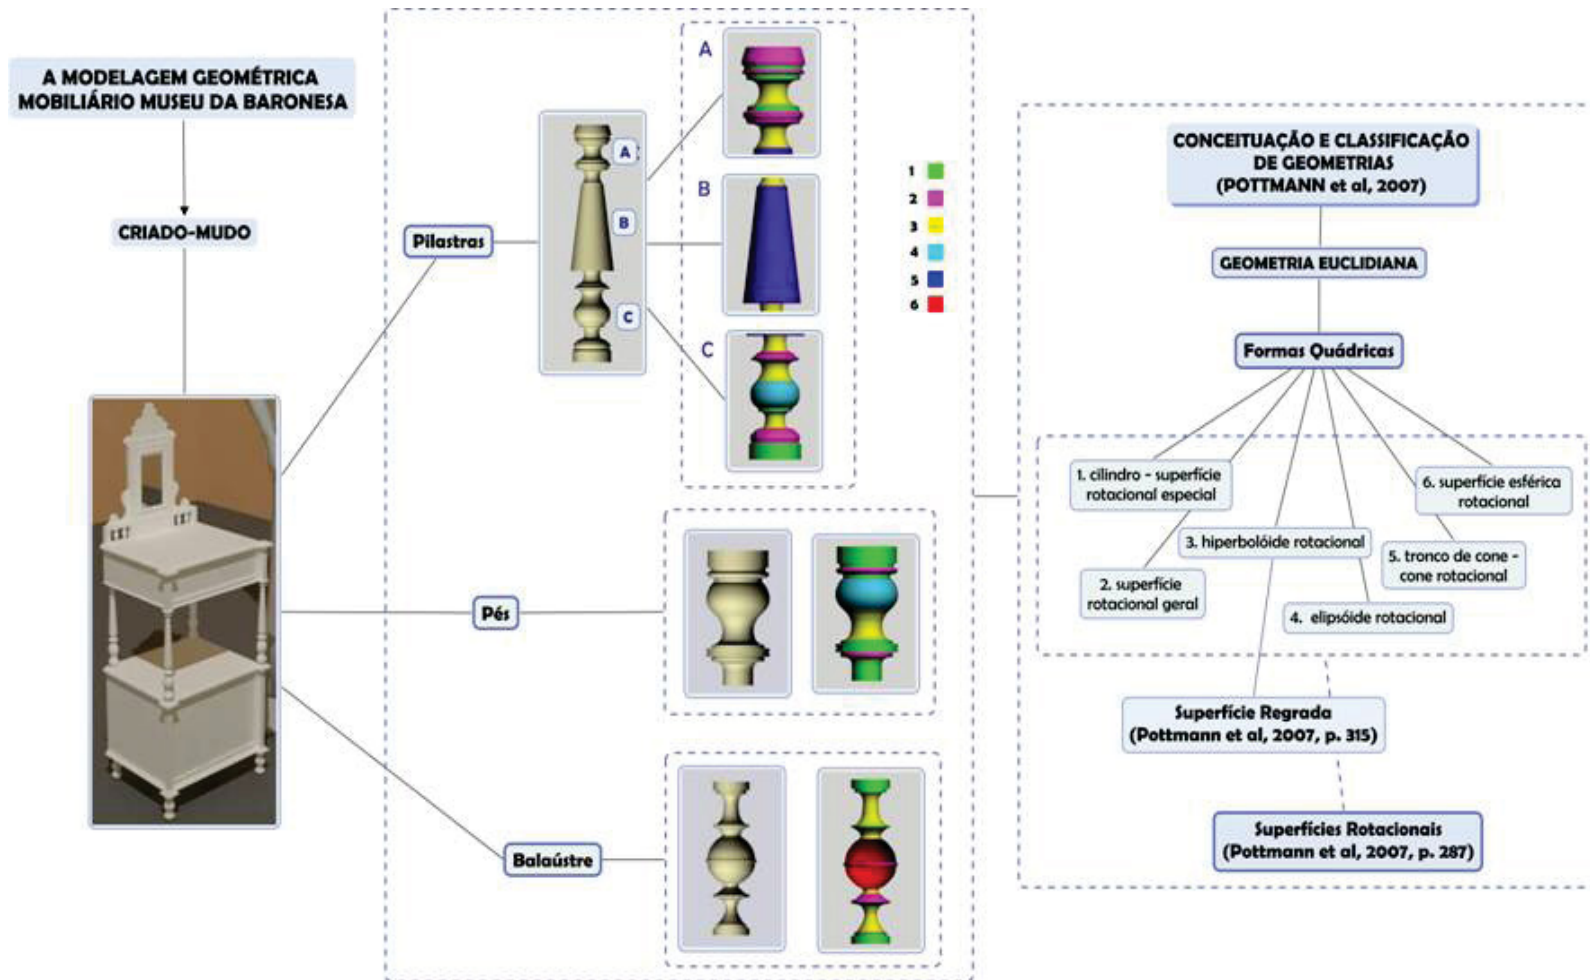 A MODELAGEM GEOMÉTRICA
MOBILIÁRIO MUSEU DA BARONESA
CRIADO-MUDO
Pilastras
A
B
C
A
B
C
1
2
3
4
5
6
Pés
Balaústre
CONCEITUAÇÃO E CLASSIFICAÇÃO
DE GEOMETRIAS
(POTTMANN et al, 2007)
GEOMETRIA EUCLIDIANA
Formas Quádricas
1. cilindro - superfície
rotacional especial
6. superfície esférica
rotacional
3. hiperbolóide rotacional
5. tronco de cone -
cone rotacional
2. superfície
rotacional geral
4. elipsóide rotacional
Superfície Regrada
(Pottmann et al, 2007, p. 315)
Superfícies Rotacionais
(Pottmann et al, 2007, p. 287)